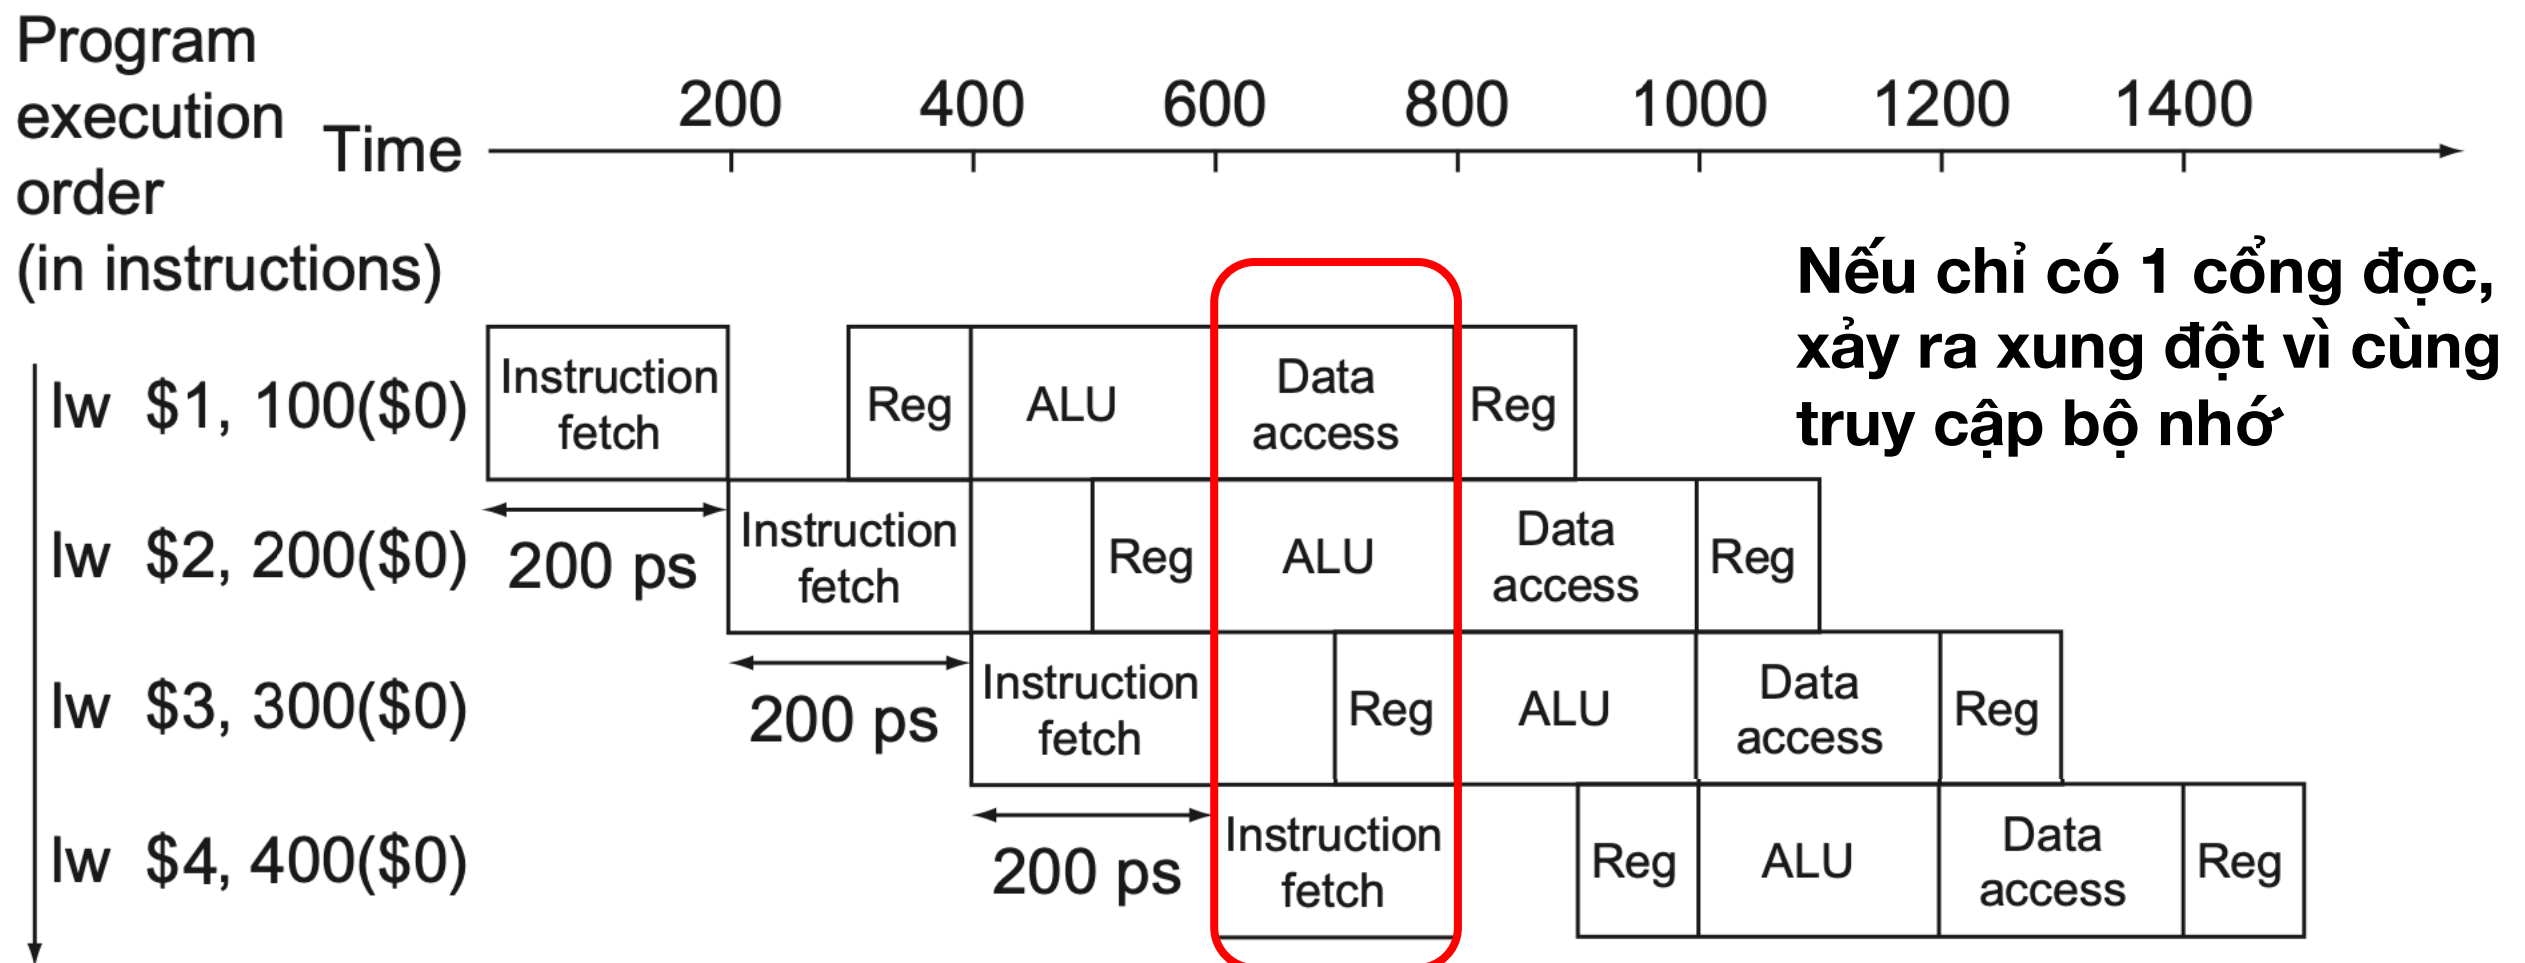 Program
execution
order
(in instructions)
Time
200 400 600 800 1000 1200 1400
Nếu chỉ có 1 cổng đọc,
xảy ra xung đột vì cùng
truy cập bộ nhớ
lw $1, 100($0)
Instruction
fetch
Reg
ALU
Data
access
Reg
200 ps
lw $2, 200($0)
Instruction
fetch
Reg
ALU
Data
access
Reg
200 ps
lw $3, 300($0)
Instruction
fetch
Reg
ALU
Data
access
Reg
200 ps
lw $4, 400($0)
Instruction
fetch
Reg
ALU
Data
access
Reg